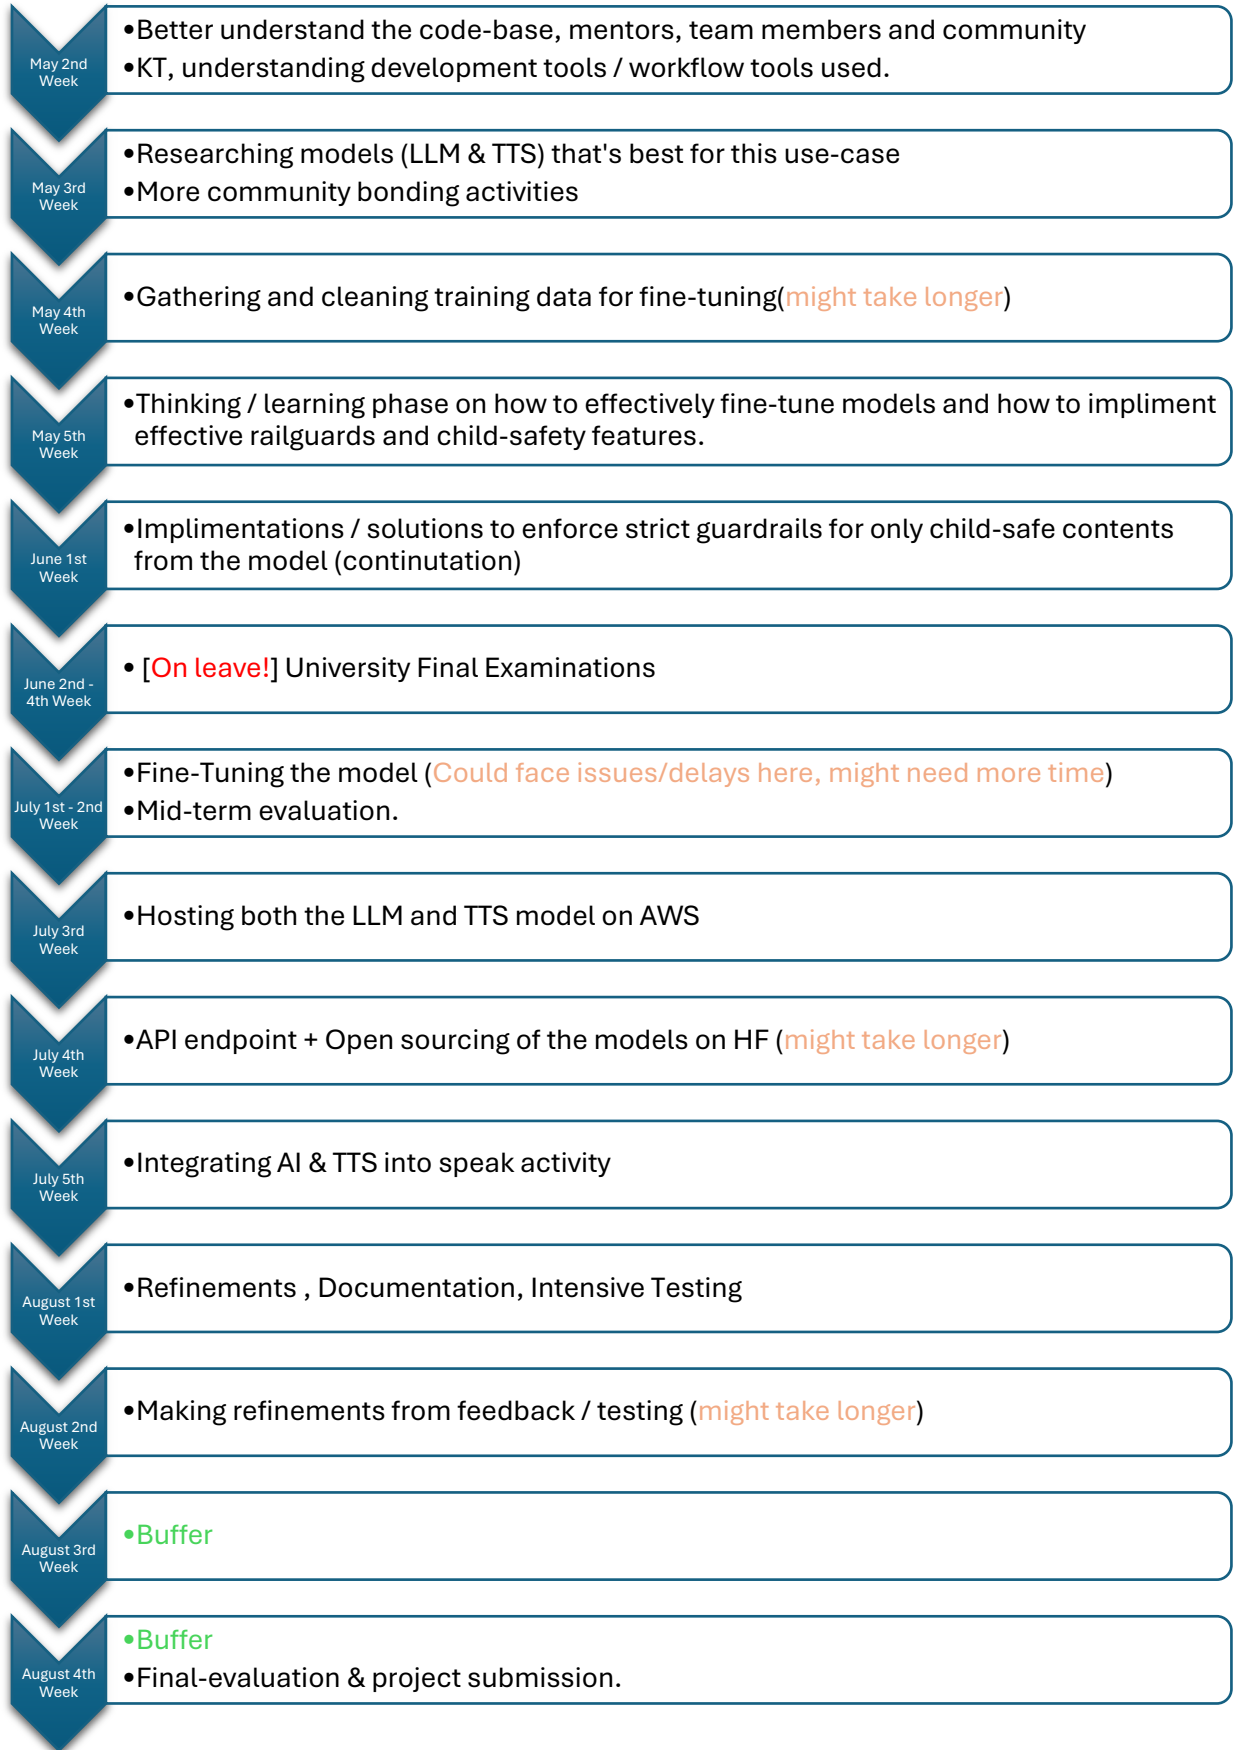 May 2nd
Week
•Better understand the code-base, mentors, team members and community
•KT, understanding development tools / workflow tools used.
May 3rd
Week
•Researching models (LLM & TTS) that's best for this use-case
•More community bonding activities
May 4th
Week
•Gathering and cleaning training data for fine-tuning(might take longer)
May 5th
Week
•Thinking / learning phase on how to effectively fine-tune models and how to impliment
effective railguards and child-safety features.
June 1st
Week
•Implimentations / solutions to enforce strict guardrails for only child-safe contents
from the model (continutation)
June 2nd -
4th Week
• [On leave!] University Final Examinations
July 1st - 2nd
Week
•Fine-Tuning the model (Could face issues/delays here, might need more time)
•Mid-term evaluation.
July 3rd
Week
•Hosting both the LLM and TTS model on AWS
July 4th
Week
•API endpoint + Open sourcing of the models on HF (might take longer)
July 5th
Week
•Integrating AI & TTS into speak activity
August 1st
Week
•Refinements , Documentation, Intensive Testing
August 2nd
Week
•Making refinements from feedback / testing (might take longer)
August 3rd
Week
•Buffer
August 4th
Week
•Buffer
•Final-evaluation & project submission.